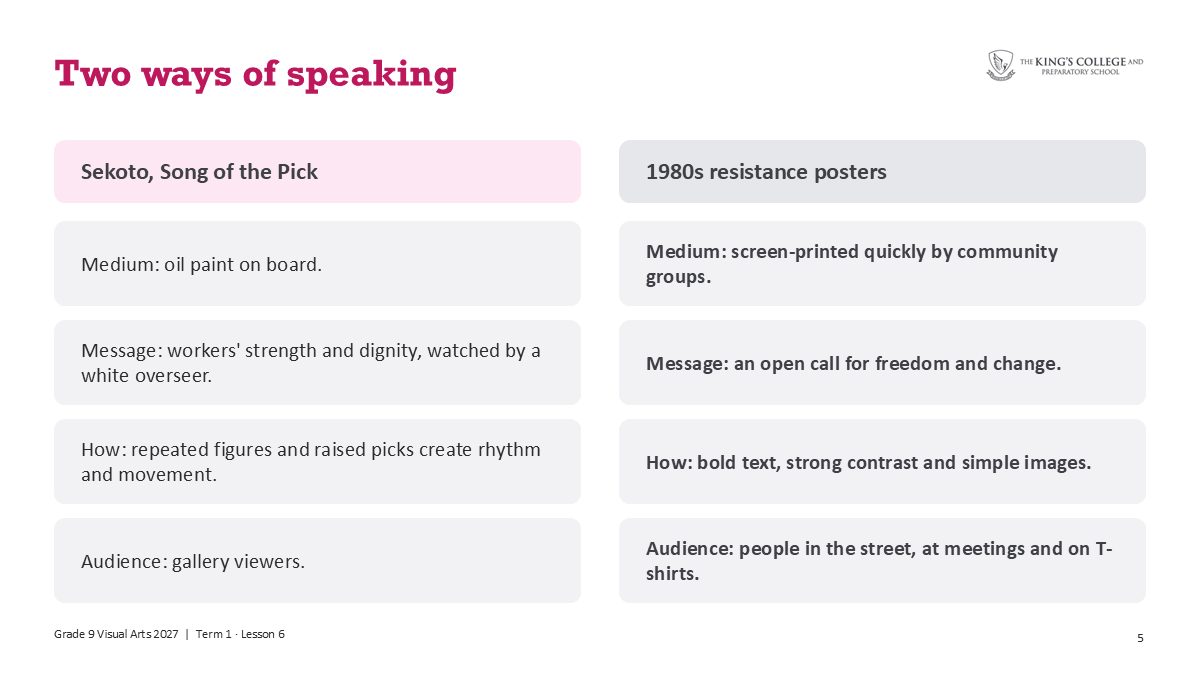 Two ways of speaking
THE KING'S COLLEGE AND
PREPARATORY SCHOOL
Sekoto, Song of the Pick
Medium: oil paint on board.
Message: workers' strength and dignity, watched by a
white overseer.
How: repeated figures and raised picks create rhythm
and movement.
Audience: gallery viewers.
1980s resistance posters
Medium: screen-printed quickly by community
groups.
Message: an open call for freedom and change.
How: bold text, strong contrast and simple images.
Audience: people in the street, at meetings and on T-
shirts.
Grade 9 Visual Arts 2027 | Term 1 · Lesson 6
5